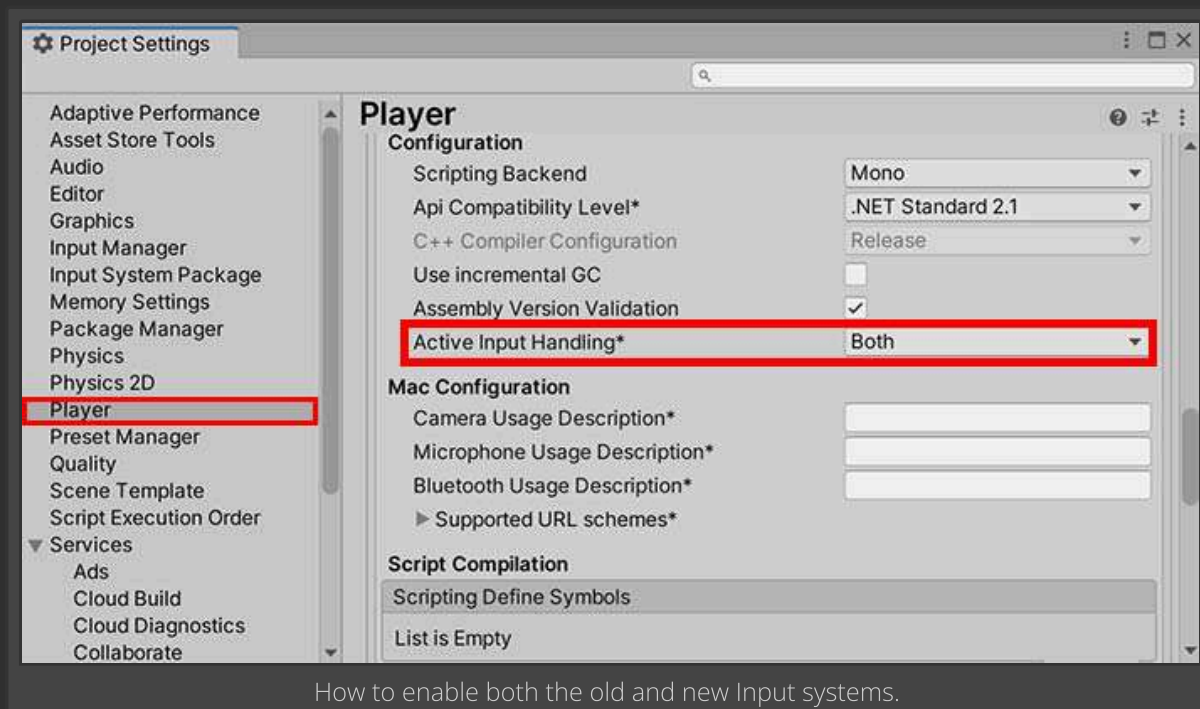 Project Settings
Adaptive Performance
Asset Store Tools
Audio
Editor
Graphics
Input Manager
Input System Package
Memory Settings
Package Manager
Physics
Physics 2D
Player
Preset Manager
Quality
Scene Template
Script Execution Order
Services
Ads
Cloud Build
Cloud Diagnostics
Collaborate
Player
Configuration
Scripting Backend Mono
Api Compatibility Level* .NET Standard 2.1
C++ Compiler Configuration Release
Use incremental GC
Assembly Version Validation
Active Input Handling* Both
Mac Configuration
Camera Usage Description*
Microphone Usage Description*
Bluetooth Usage Description*
Supported URL schemes*
Script Compilation
Scripting Define Symbols
List is Empty
How to enable both the old and new Input systems.